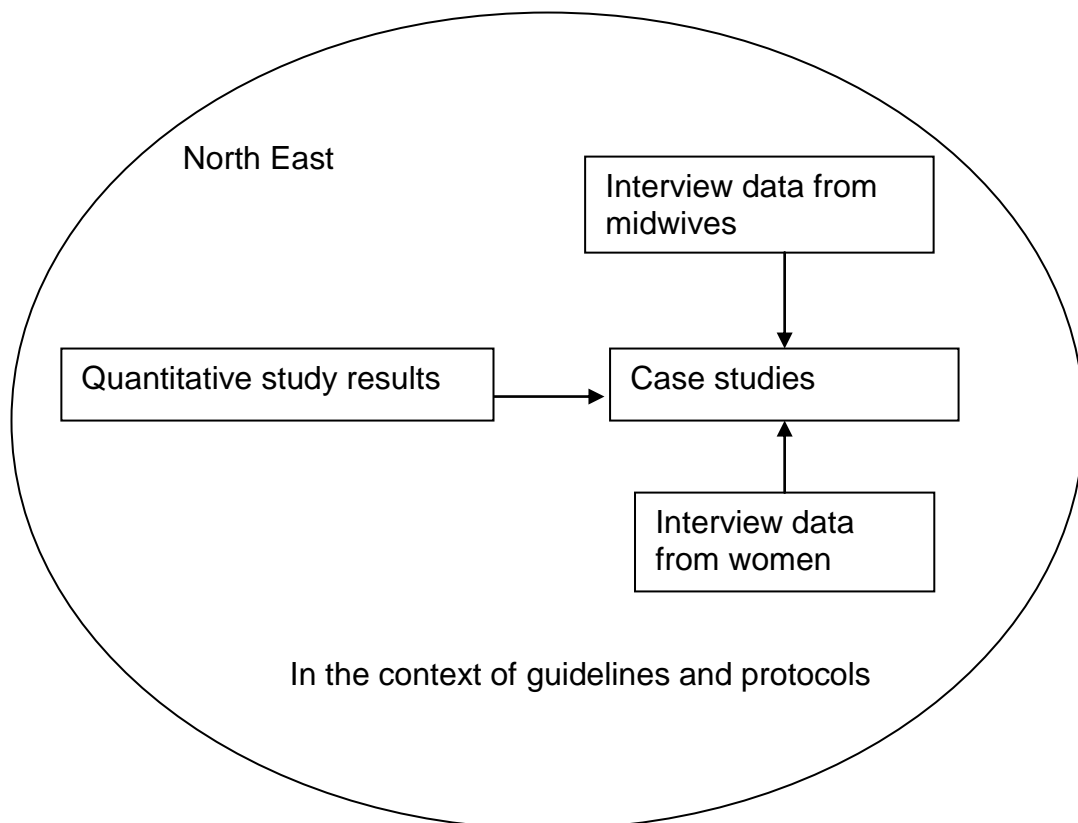 North East
Interview data from
midwives
Quantitative study results
Case studies
Interview data
from women
In the context of guidelines and protocols